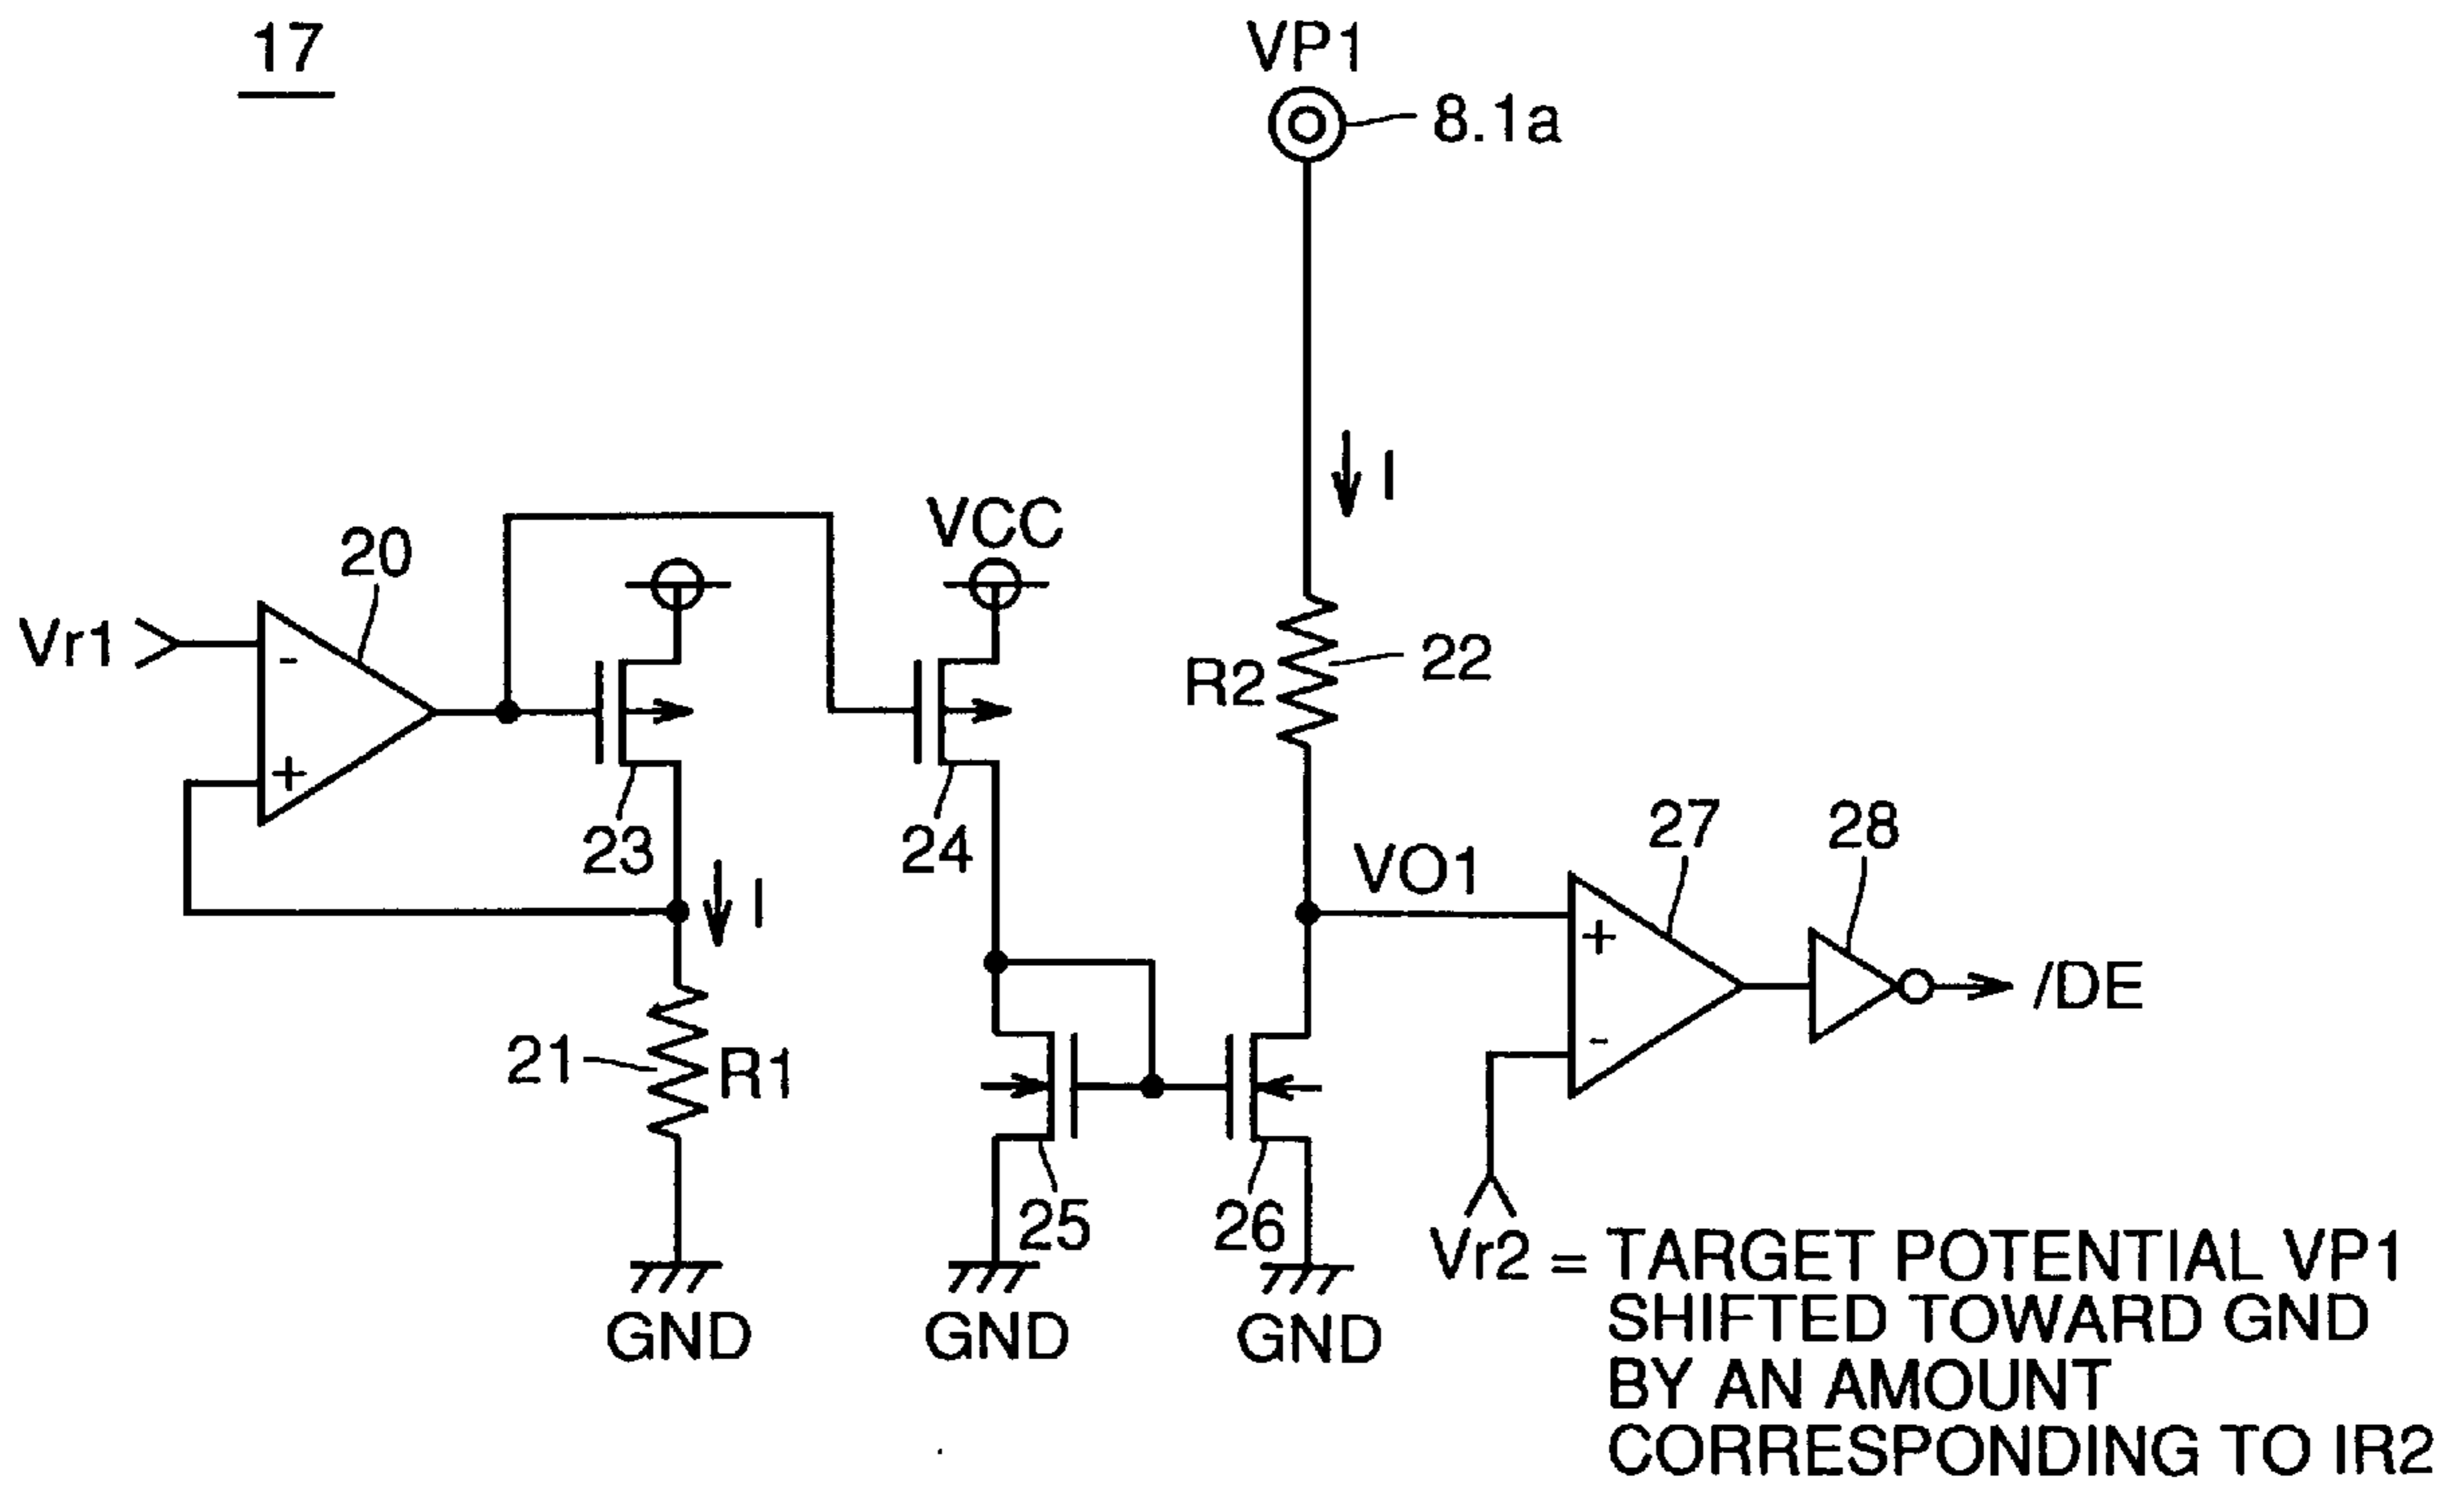 17
VP1
8.1a
I
VCC
20
Vr1
-
+
R2
22
23
24
I
VO1
27
28
+
-
/DE
21
R1
25
26
Vr2 = TARGET POTENTIAL VP1
SHIFTED TOWARD GND
BY AN AMOUNT
CORRESPONDING TO IR2
GND
GND
GND